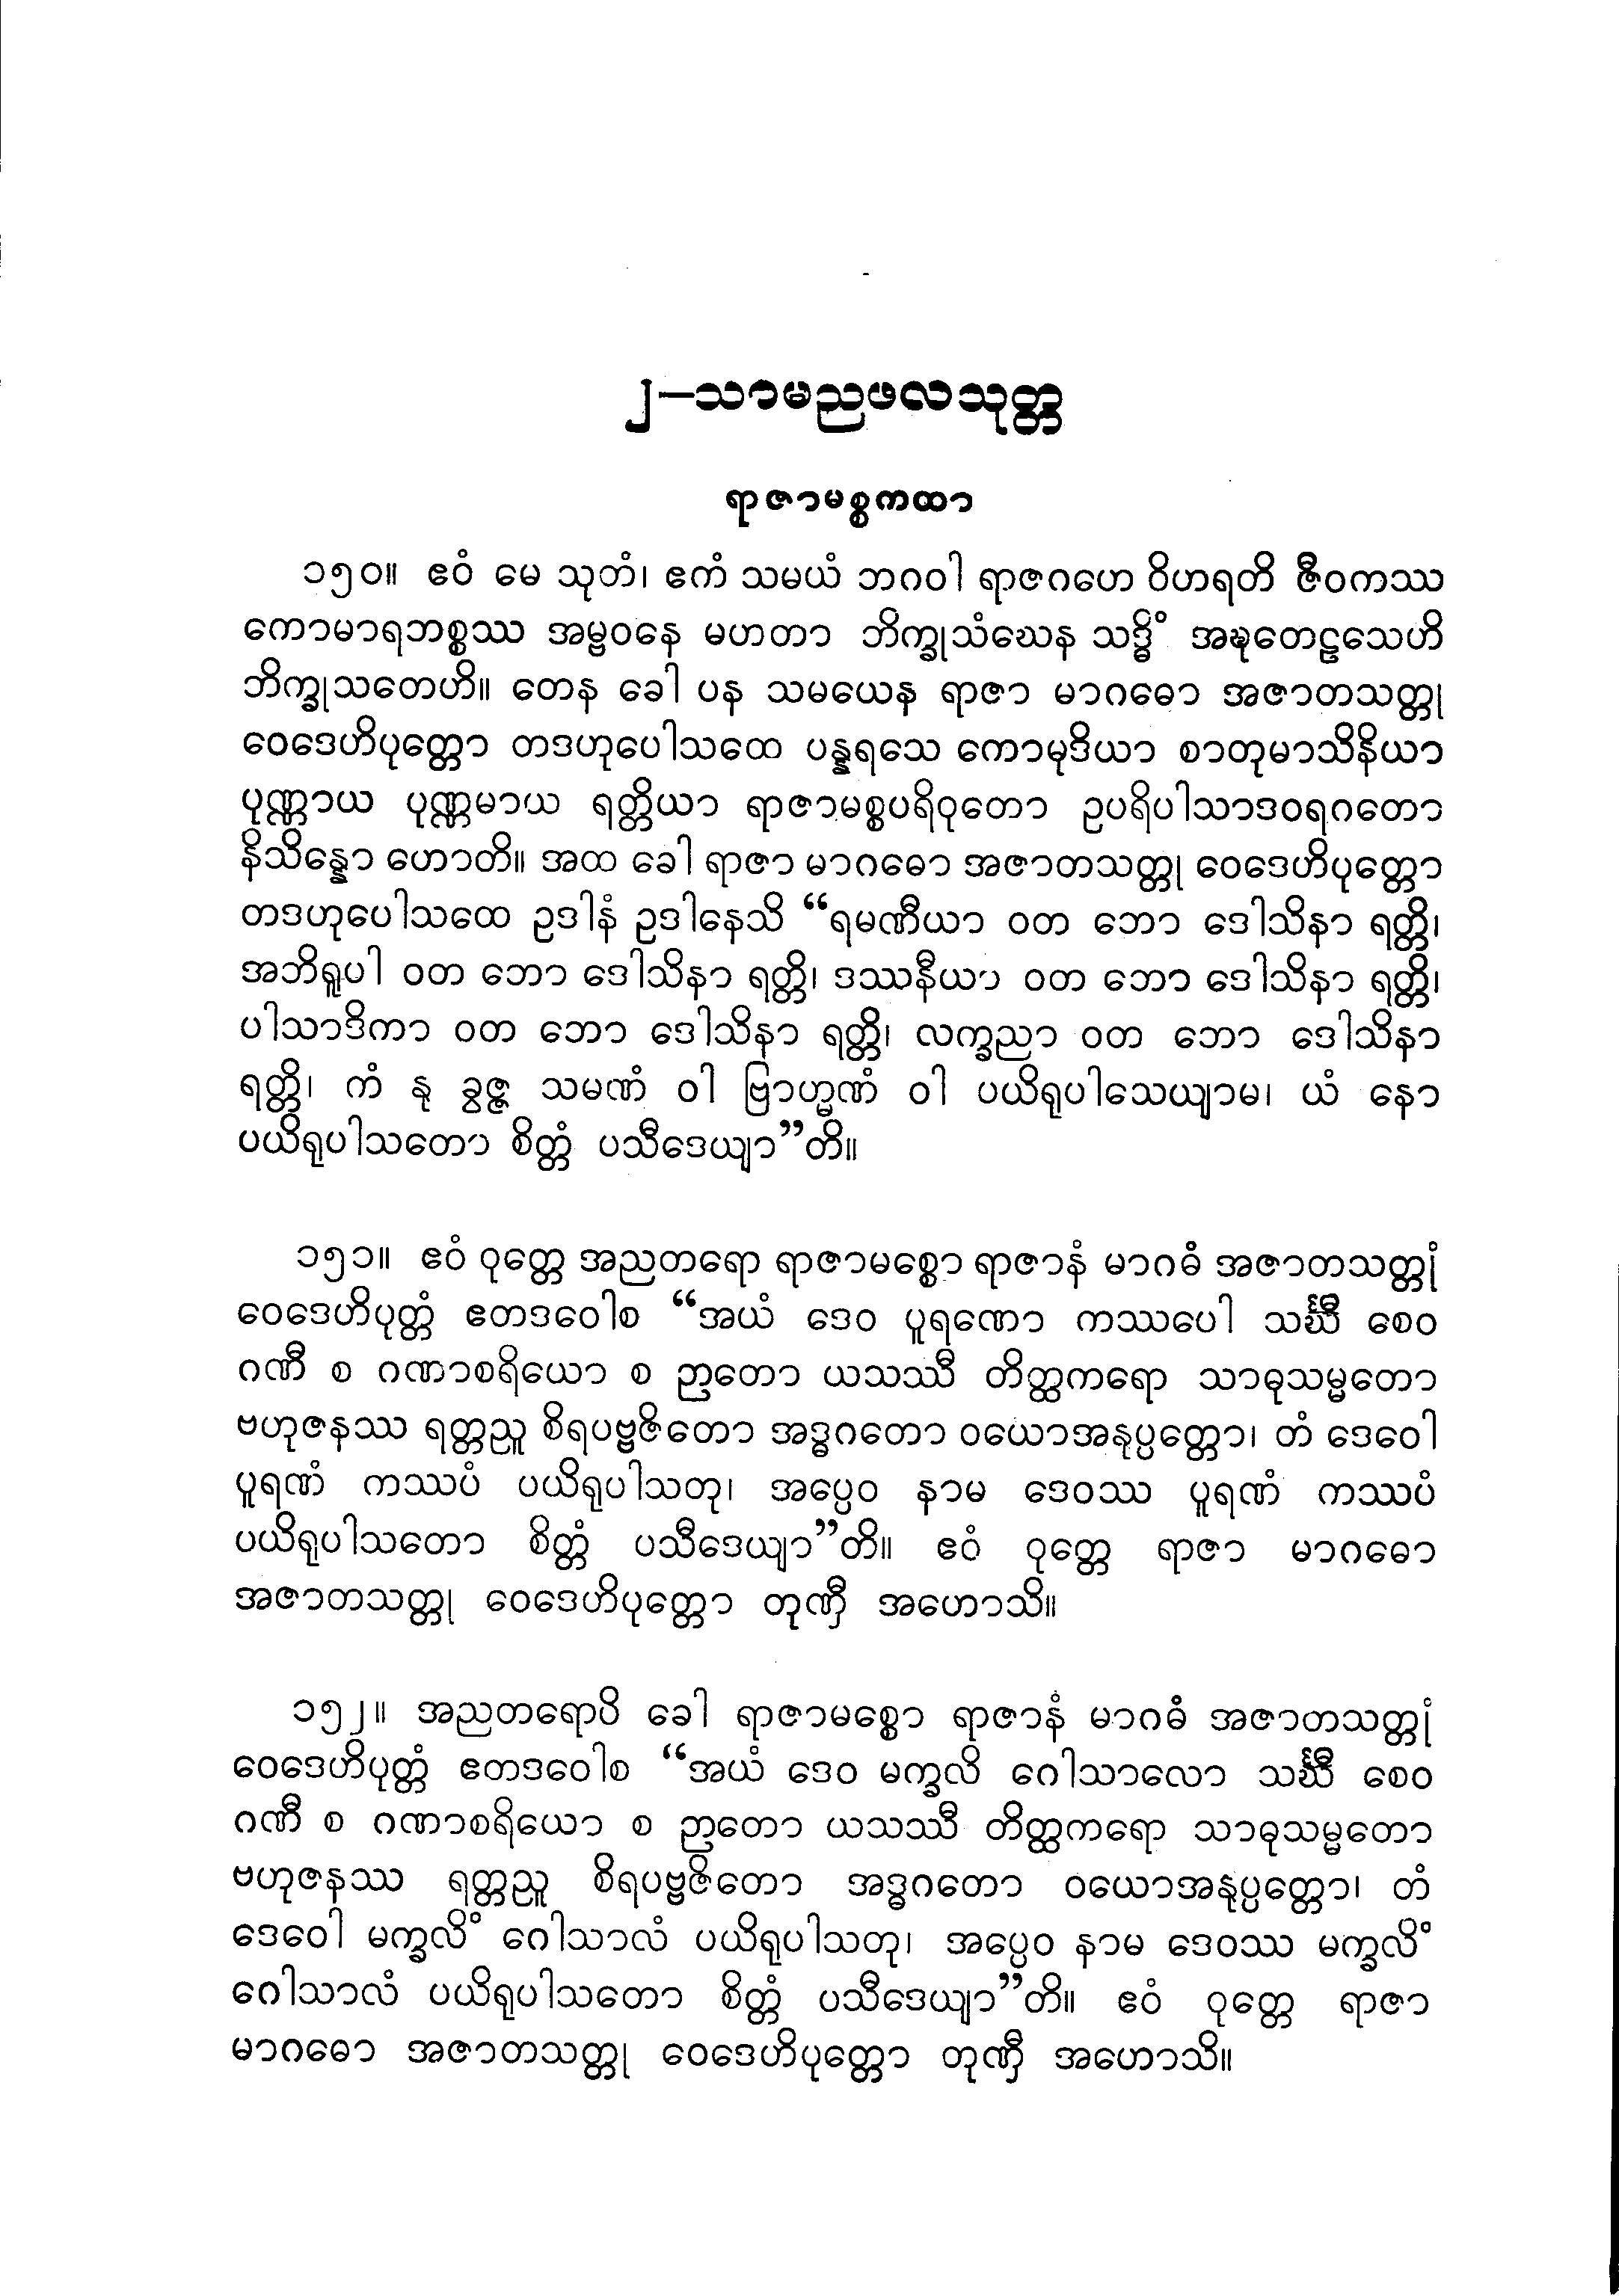 ၂–သာမညဖလသုတ္တ
ရာဇာမစ္စကထာ
၁၅၀။ ဧဝံ မေ သုတံ၊ ဧကံ သမယံ ဘဂဝါ ရာဇဂဟေ ဝိဟရတိ ဇီဝကဿ
ကောမာရဘစ္စဿ အမ္ဗဝနေ မဟတာ ဘိက္ခုသံဃေန သဒ္ဓိံ အဍ္ဎတေဠသေဟိ
ဘိက္ခုသတေဟိ။ တေန ခေါ ပန သမယေန ရာဇာ မာဂဓော အဇာတသတ္တု
ဝေဒေဟိပုတ္တော တဒဟုပေါသထေ ပန္နရသေ ကောမုဒိယာ စာတုမာသိနိယာ
ပုဏ္ဏာယ ပုဏ္ဏမာယ ရတ္တိယာ ရာဇာမစ္စပရိဝုတော ဥပရိပါသာဒဝရဂတော
နိသိန္နော ဟောတိ။ အထ ခေါ ရာဇာ မာဂဓော အဇာတသတ္တု ဝေဒေဟိပုတ္တော
တဒဟုပေါသထေ ဥဒါနံ ဥဒါနေသိ “ရမဏီယာ ဝတ ဘော ဒေါသိနာ ရတ္တိ၊
အဘိရူပါ ဝတ ဘော ဒေါသိနာ ရတ္တိ၊ ဒဿနီယာ ဝတ ဘော ဒေါသိနာ ရတ္တိ၊
ပါသာဒိကာ ဝတ ဘော ဒေါသိနာ ရတ္တိ၊ လက္ခညာ ဝတ ဘော ဒေါသိနာ
ရတ္တိ၊ ကံ နု ခွဇ္ဇ သမဏံ ဝါ ဗြာဟ္မဏံ ဝါ ပယိရုပါသေယျာမ၊ ယံ နော
ပယိရုပါသတော စိတ္တံ ပသီဒေယျာ”တိ။
၁၅၁။ ဧဝံ ဝုတ္တေ အညတရော ရာဇာမစ္စော ရာဇာနံ မာဂဓံ အဇာတသတ္တုံ
ဝေဒေဟိပုတ္တံ ဧတဒဝေါစ “အယံ ဒေဝ ပူရဏော ကဿပေါ သင်္ဃီ စေဝ
ဂဏီ စ ဂဏာစရိယော စ ဉာတော ယသဿီ တိတ္ထကရော သာဓုသမ္မတော
ဗဟုဇနဿ ရတ္တညူ စိရပဗ္ဗဇိတော အဒ္ဓဂတော ဝယောအနုပ္ပတ္တော၊ တံ ဒေဝေါ
ပူရဏံ ကဿပံ ပယိရုပါသတု၊ အပ္ပေဝ နာမ ဒေဝဿ ပူရဏံ ကဿပံ
ပယိရုပါသတော စိတ္တံ ပသီဒေယျာ”တိ။ ဧဝံ ဝုတ္တေ ရာဇာ မာဂဓော
အဇာတသတ္တု ဝေဒေဟိပုတ္တော တုဏှီ အဟောသိ။
၁၅၂။ အညတရောပိ ခေါ ရာဇာမစ္စော ရာဇာနံ မာဂဓံ အဇာတသတ္တုံ
ဝေဒေဟိပုတ္တံ ဧတဒဝေါစ “အယံ ဒေဝ မက္ခလိ ဂေါသာလော သင်္ဃီ စေဝ
ဂဏီ စ ဂဏာစရိယော စ ဉာတော ယသဿီ တိတ္ထကရော သာဓုသမ္မတော
ဗဟုဇနဿ ရတ္တညူ စိရပဗ္ဗဇိတော အဒ္ဓဂတော ဝယောအနုပ္ပတ္တော၊ တံ
ဒေဝေါ မက္ခလိံ ဂေါသာလံ ပယိရုပါသတု၊ အပ္ပေဝ နာမ ဒေဝဿ မက္ခလိံ
ဂေါသာလံ ပယိရုပါသတော စိတ္တံ ပသီဒေယျာ”တိ။ ဧဝံ ဝုတ္တေ ရာဇာ
မာဂဓော အဇာတသတ္တု ဝေဒေဟိပုတ္တော တုဏှီ အဟောသိ။